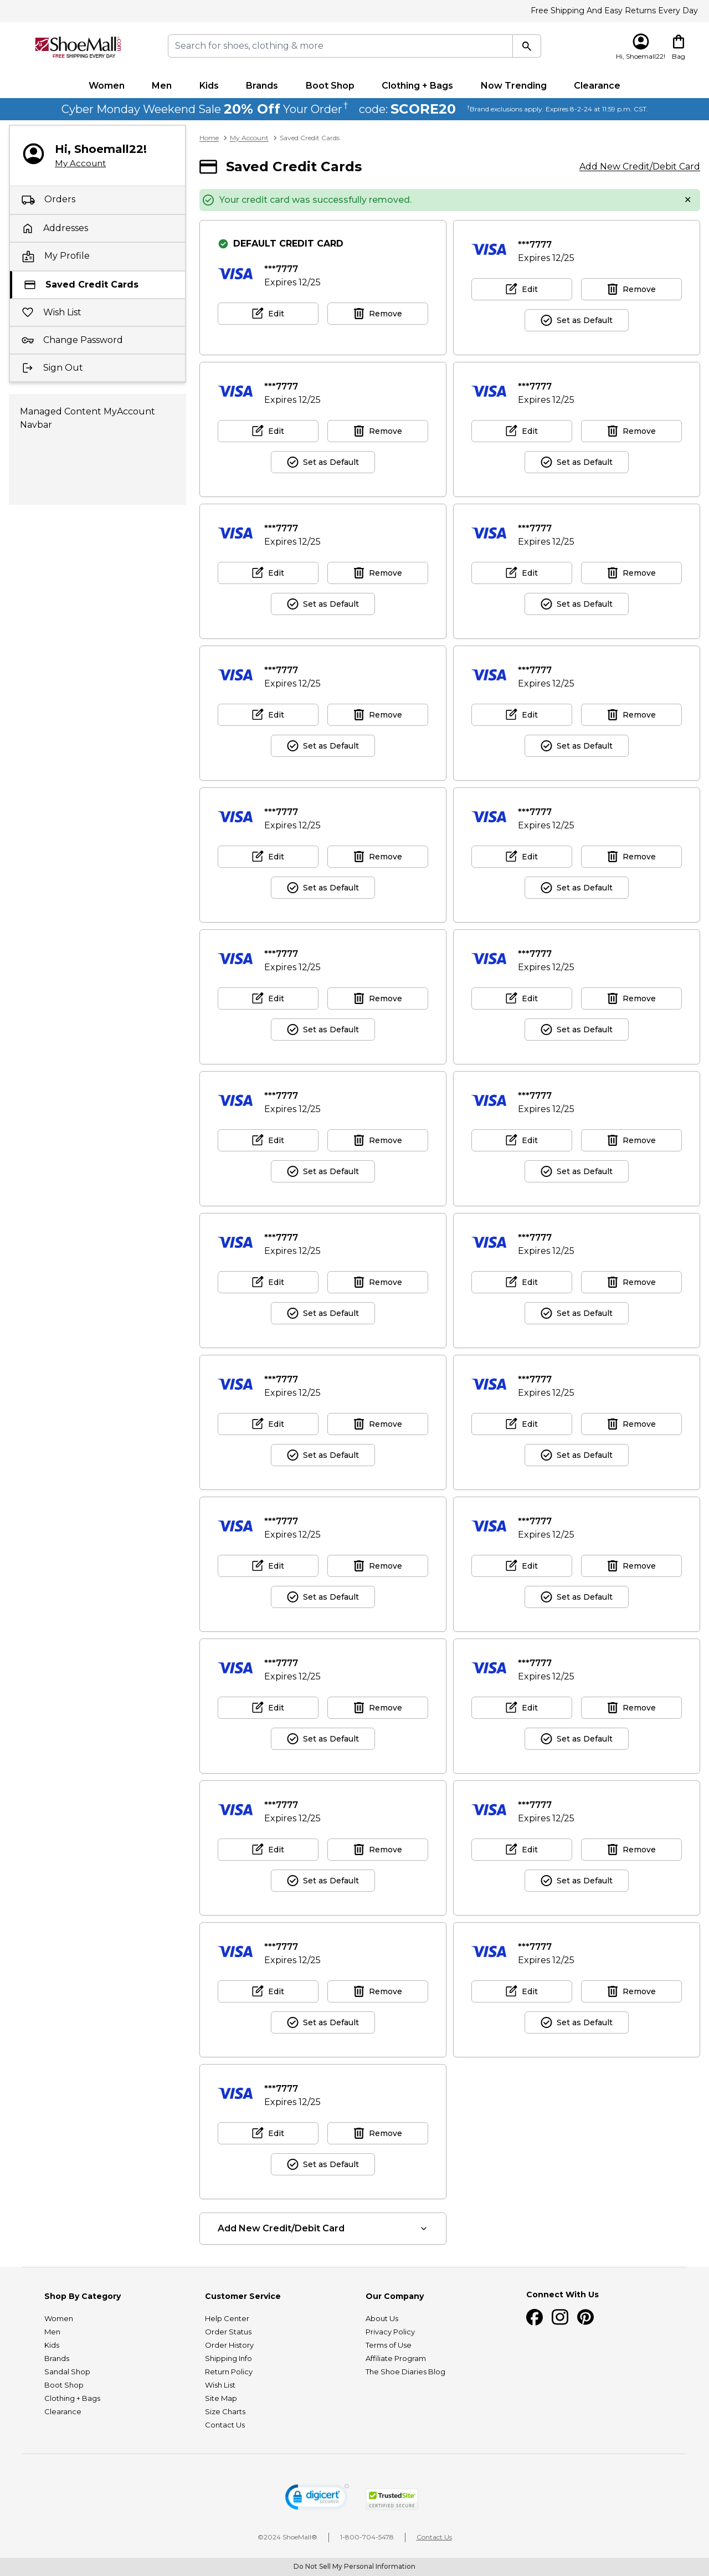 Free Shipping And Easy Returns Every Day
ShoeMall.com
FREE SHIPPING EVERY DAY
Search for shoes, clothing & more
Hi, Shoemall22!
Bag
Women Men Kids Brands Boot Shop Clothing + Bags Now Trending Clearance
Cyber Monday Weekend Sale 20% Off Your Order† code: SCORE20 †Brand exclusions apply. Expires 8-2-24 at 11:59 p.m. CST.
Hi, Shoemall22!
My Account
Orders
Addresses
My Profile
Saved Credit Cards
Wish List
Change Password
Sign Out
Managed Content MyAccount
Navbar
Home > My Account > Saved Credit Cards
Saved Credit Cards
Add New Credit/Debit Card
Your credit card was successfully removed.
DEFAULT CREDIT CARD
VISA ***7777
Expires 12/25
Edit Remove
VISA ***7777
Expires 12/25
Edit Remove
Set as Default
VISA ***7777
Expires 12/25
Edit Remove
Set as Default
VISA ***7777
Expires 12/25
Edit Remove
Set as Default
VISA ***7777
Expires 12/25
Edit Remove
Set as Default
VISA ***7777
Expires 12/25
Edit Remove
Set as Default
VISA ***7777
Expires 12/25
Edit Remove
Set as Default
VISA ***7777
Expires 12/25
Edit Remove
Set as Default
VISA ***7777
Expires 12/25
Edit Remove
Set as Default
VISA ***7777
Expires 12/25
Edit Remove
Set as Default
VISA ***7777
Expires 12/25
Edit Remove
Set as Default
VISA ***7777
Expires 12/25
Edit Remove
Set as Default
VISA ***7777
Expires 12/25
Edit Remove
Set as Default
VISA ***7777
Expires 12/25
Edit Remove
Set as Default
VISA ***7777
Expires 12/25
Edit Remove
Set as Default
VISA ***7777
Expires 12/25
Edit Remove
Set as Default
VISA ***7777
Expires 12/25
Edit Remove
Set as Default
VISA ***7777
Expires 12/25
Edit Remove
Set as Default
VISA ***7777
Expires 12/25
Edit Remove
Set as Default
VISA ***7777
Expires 12/25
Edit Remove
Set as Default
VISA ***7777
Expires 12/25
Edit Remove
Set as Default
VISA ***7777
Expires 12/25
Edit Remove
Set as Default
VISA ***7777
Expires 12/25
Edit Remove
Set as Default
VISA ***7777
Expires 12/25
Edit Remove
Set as Default
VISA ***7777
Expires 12/25
Edit Remove
Set as Default
VISA ***7777
Expires 12/25
Edit Remove
Set as Default
VISA ***7777
Expires 12/25
Edit Remove
Set as Default
Add New Credit/Debit Card
Shop By Category
Women
Men
Kids
Brands
Sandal Shop
Boot Shop
Clothing + Bags
Clearance
Customer Service
Help Center
Order Status
Order History
Shipping Info
Return Policy
Wish List
Site Map
Size Charts
Contact Us
Our Company
About Us
Privacy Policy
Terms of Use
Affiliate Program
The Shoe Diaries Blog
Connect With Us
digicert
SECURED
TrustedSite
CERTIFIED SECURE
©2024 ShoeMall® | 1-800-704-5478 | Contact Us
Do Not Sell My Personal Information